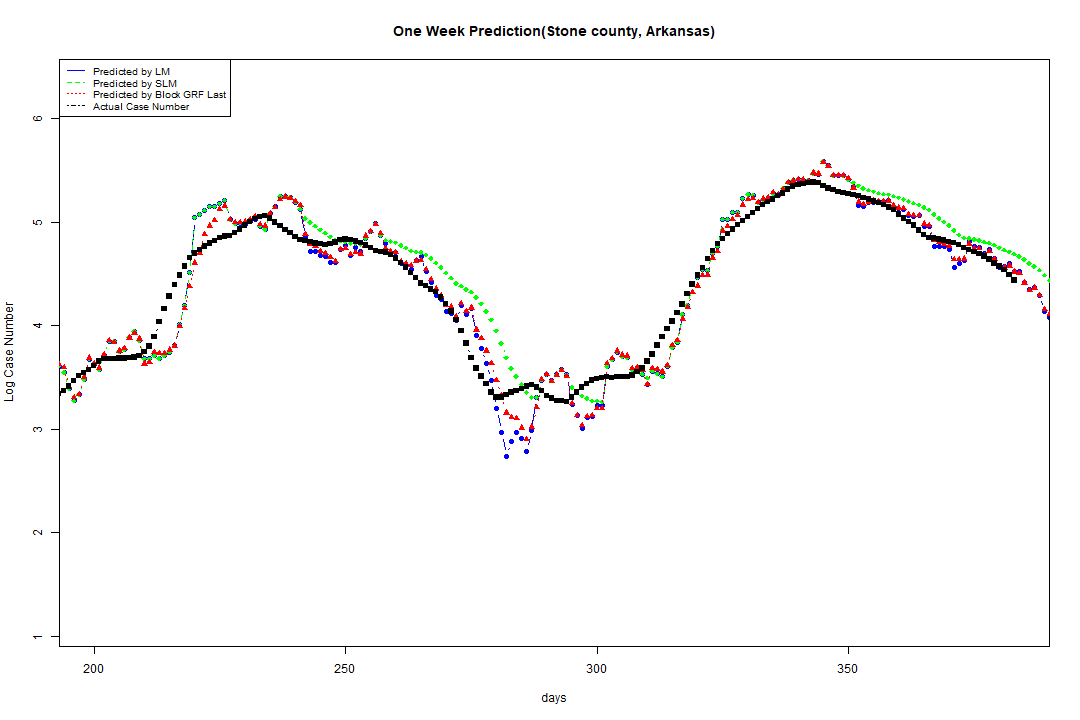 One Week Prediction(Stone county, Arkansas)
Predicted by LM
Predicted by SLM
Predicted by Block GRF Last
Actual Case Number
6
5
4
3
2
1
Log Case Number
200 250 300 350
days